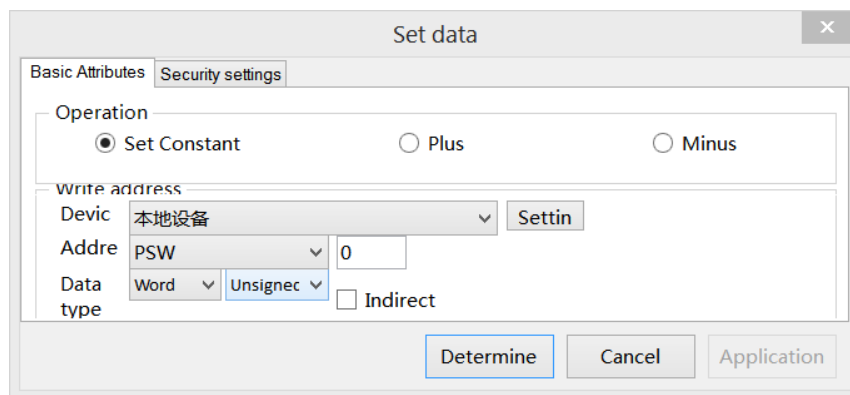 Set data
Basic Attributes Security settings
Operation
Set Constant Plus Minus
Write address
Devic 本地设备 Settin
Addre PSW 0
Data Word Unsignec
type Indirect
Determine Cancel Application